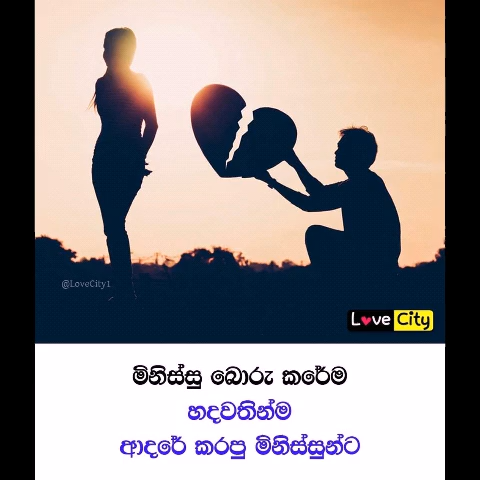 @LoveCity1
Love City
මිනිස්සු බොරු කරේම
හදවතින්ම
ආදරේ කරපු මිනිස්සුන්ට